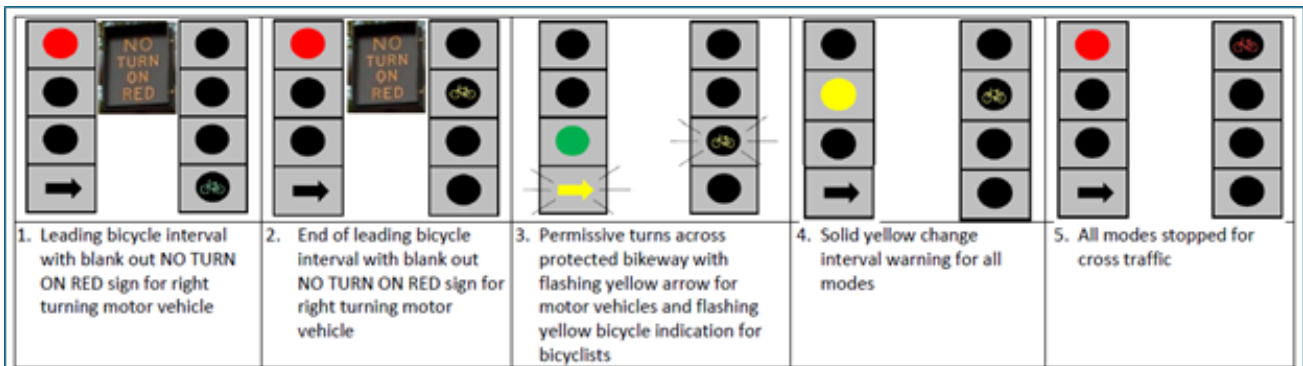 NO
TURN
ON
RED
NO
TURN
ON
RED
1. Leading bicycle interval
with blank out NO TURN
ON RED sign for right
turning motor vehicle
2. End of leading bicycle
interval with blank out
NO TURN ON RED sign for
right turning motor
vehicle
3. Permissive turns across
protected bikeway with
flashing yellow arrow for
motor vehicles and flashing
yellow bicycle indication for
bicyclists
4. Solid yellow change
interval warning for all
modes
5. All modes stopped for
cross traffic